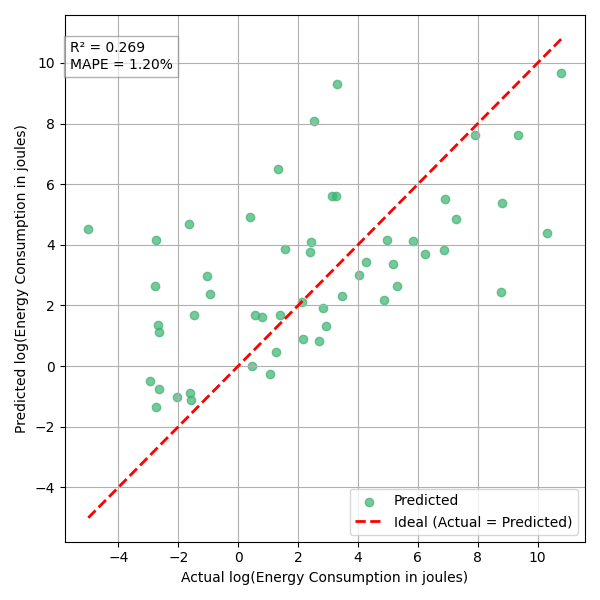 R² = 0.269
MAPE = 1.20%
10
8
6
4
2
0
−2
−4
Predicted log(Energy Consumption in joules)
Predicted
Ideal (Actual = Predicted)
−4 −2 0 2 4 6 8 10
Actual log(Energy Consumption in joules)